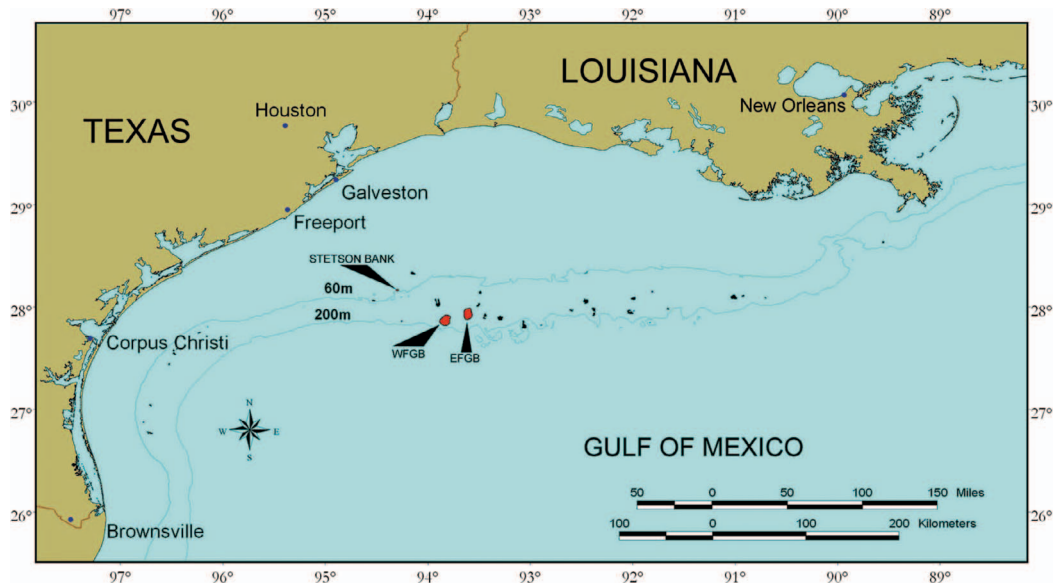 97° 96° 95° 94° 93° 92° 91° 90° 89°
LOUISIANA
30° 30°
Houston
New Orleans
TEXAS
Galveston
29° 29°
Freeport
STETSON BANK
60m
28° 28°
200m
Corpus Christi
WFGB
EFGB
27° 27°
N
W E
S
GULF OF MEXICO
50 0 50 100 150 Miles
26° 26°
100 0 100 200 Kilometers
Brownsville
97° 96° 95° 94° 93° 92° 91° 90° 89°